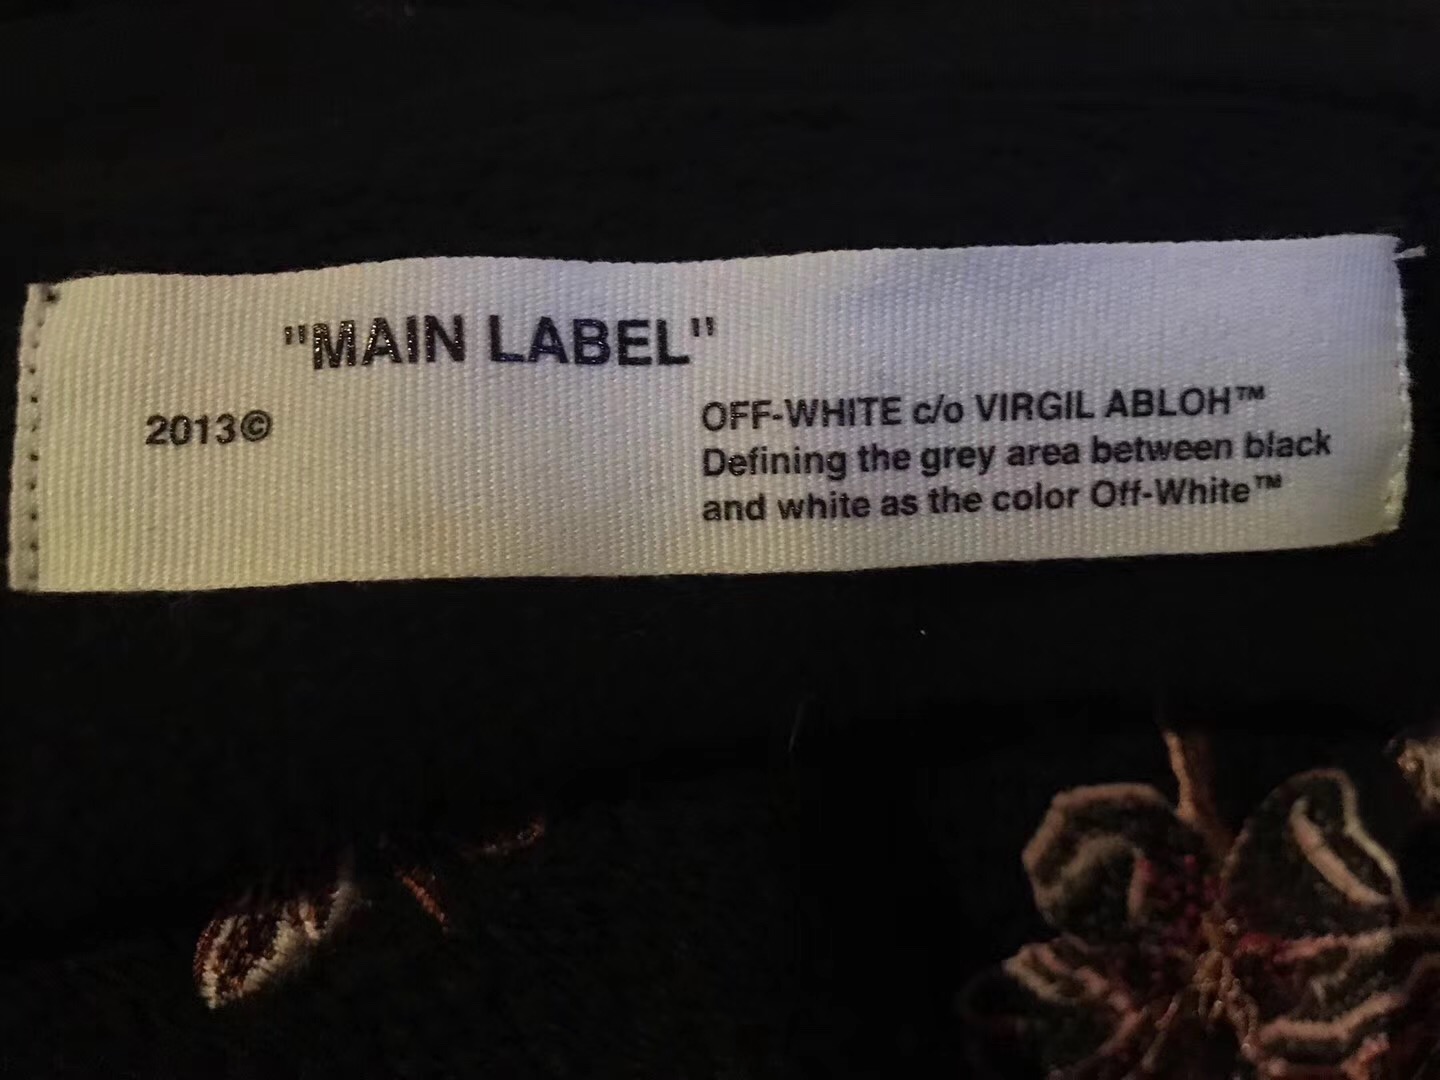 "MAIN LABEL"
2013©
OFF-WHITE c/o VIRGIL ABLOH™
Defining the grey area between black
and white as the color Off-White™